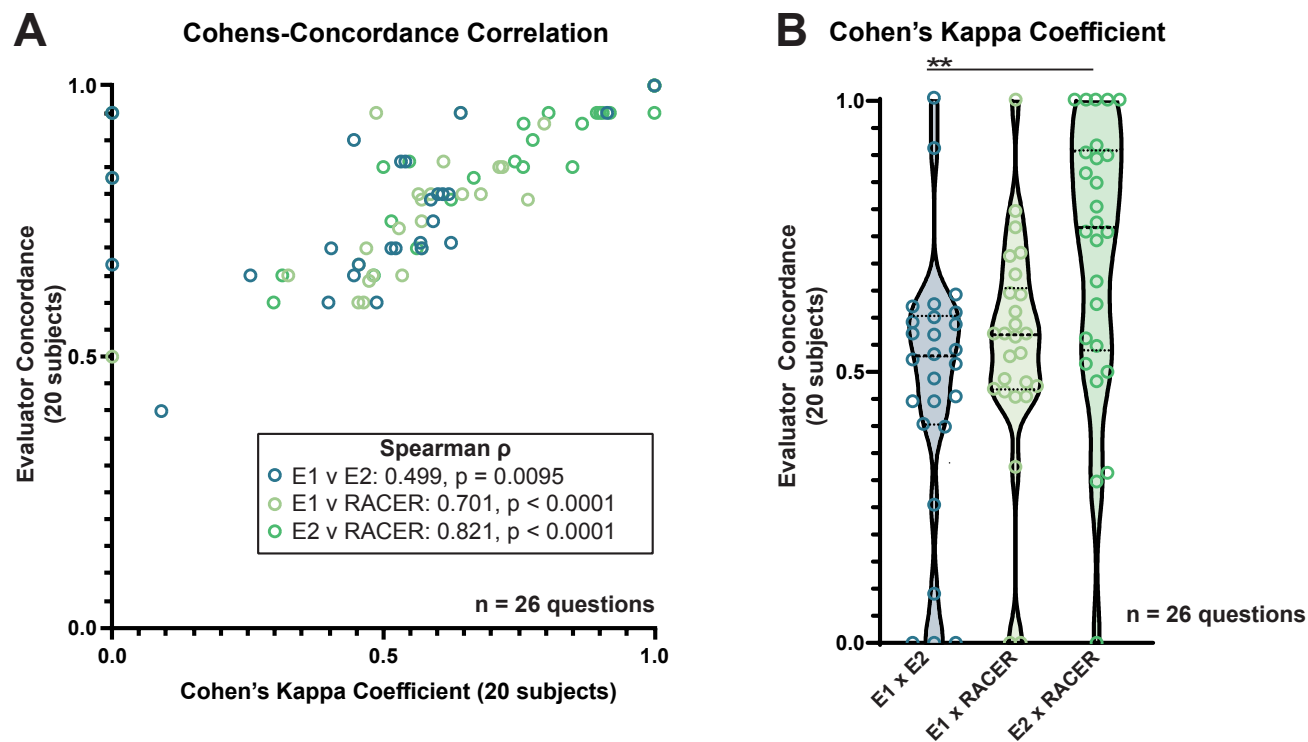 A
Cohens-Concordance Correlation
1.0
0.5
0.0
Evaluator Concordance
(20 subjects)
Spearman ρ
E1 v E2: 0.499, p = 0.0095
E1 v RACER: 0.701, p < 0.0001
E2 v RACER: 0.821, p < 0.0001
n = 26 questions
0.0
0.5
1.0
Cohen’s Kappa Coefficient (20 subjects)
B
Cohen’s Kappa Coefficient
**
1.0
0.5
0.0
Evaluator Concordance
(20 subjects)
n = 26 questions
E1 x E2
E1 x RACER
E2 x RACER